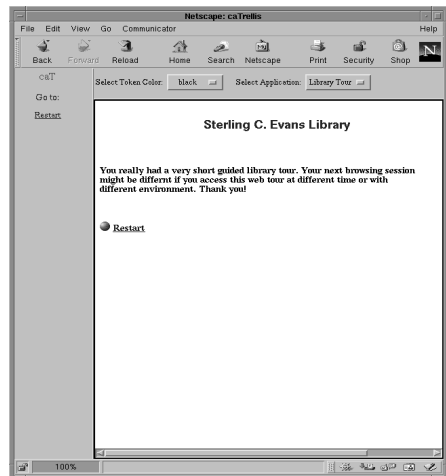 Netscape: caTrellis
File Edit View Go Communicator Help
Back Forward Reload Home Search Netscape Print Security Shop N
caT
Go to:
Restart
Select Token Color: black Select Application: Library Tour
Sterling C. Evans Library
You really had a very short guided library tour. Your next browsing session
might be differnt if you access this web tour at different time or with
different environment. Thank you!
Restart
100%